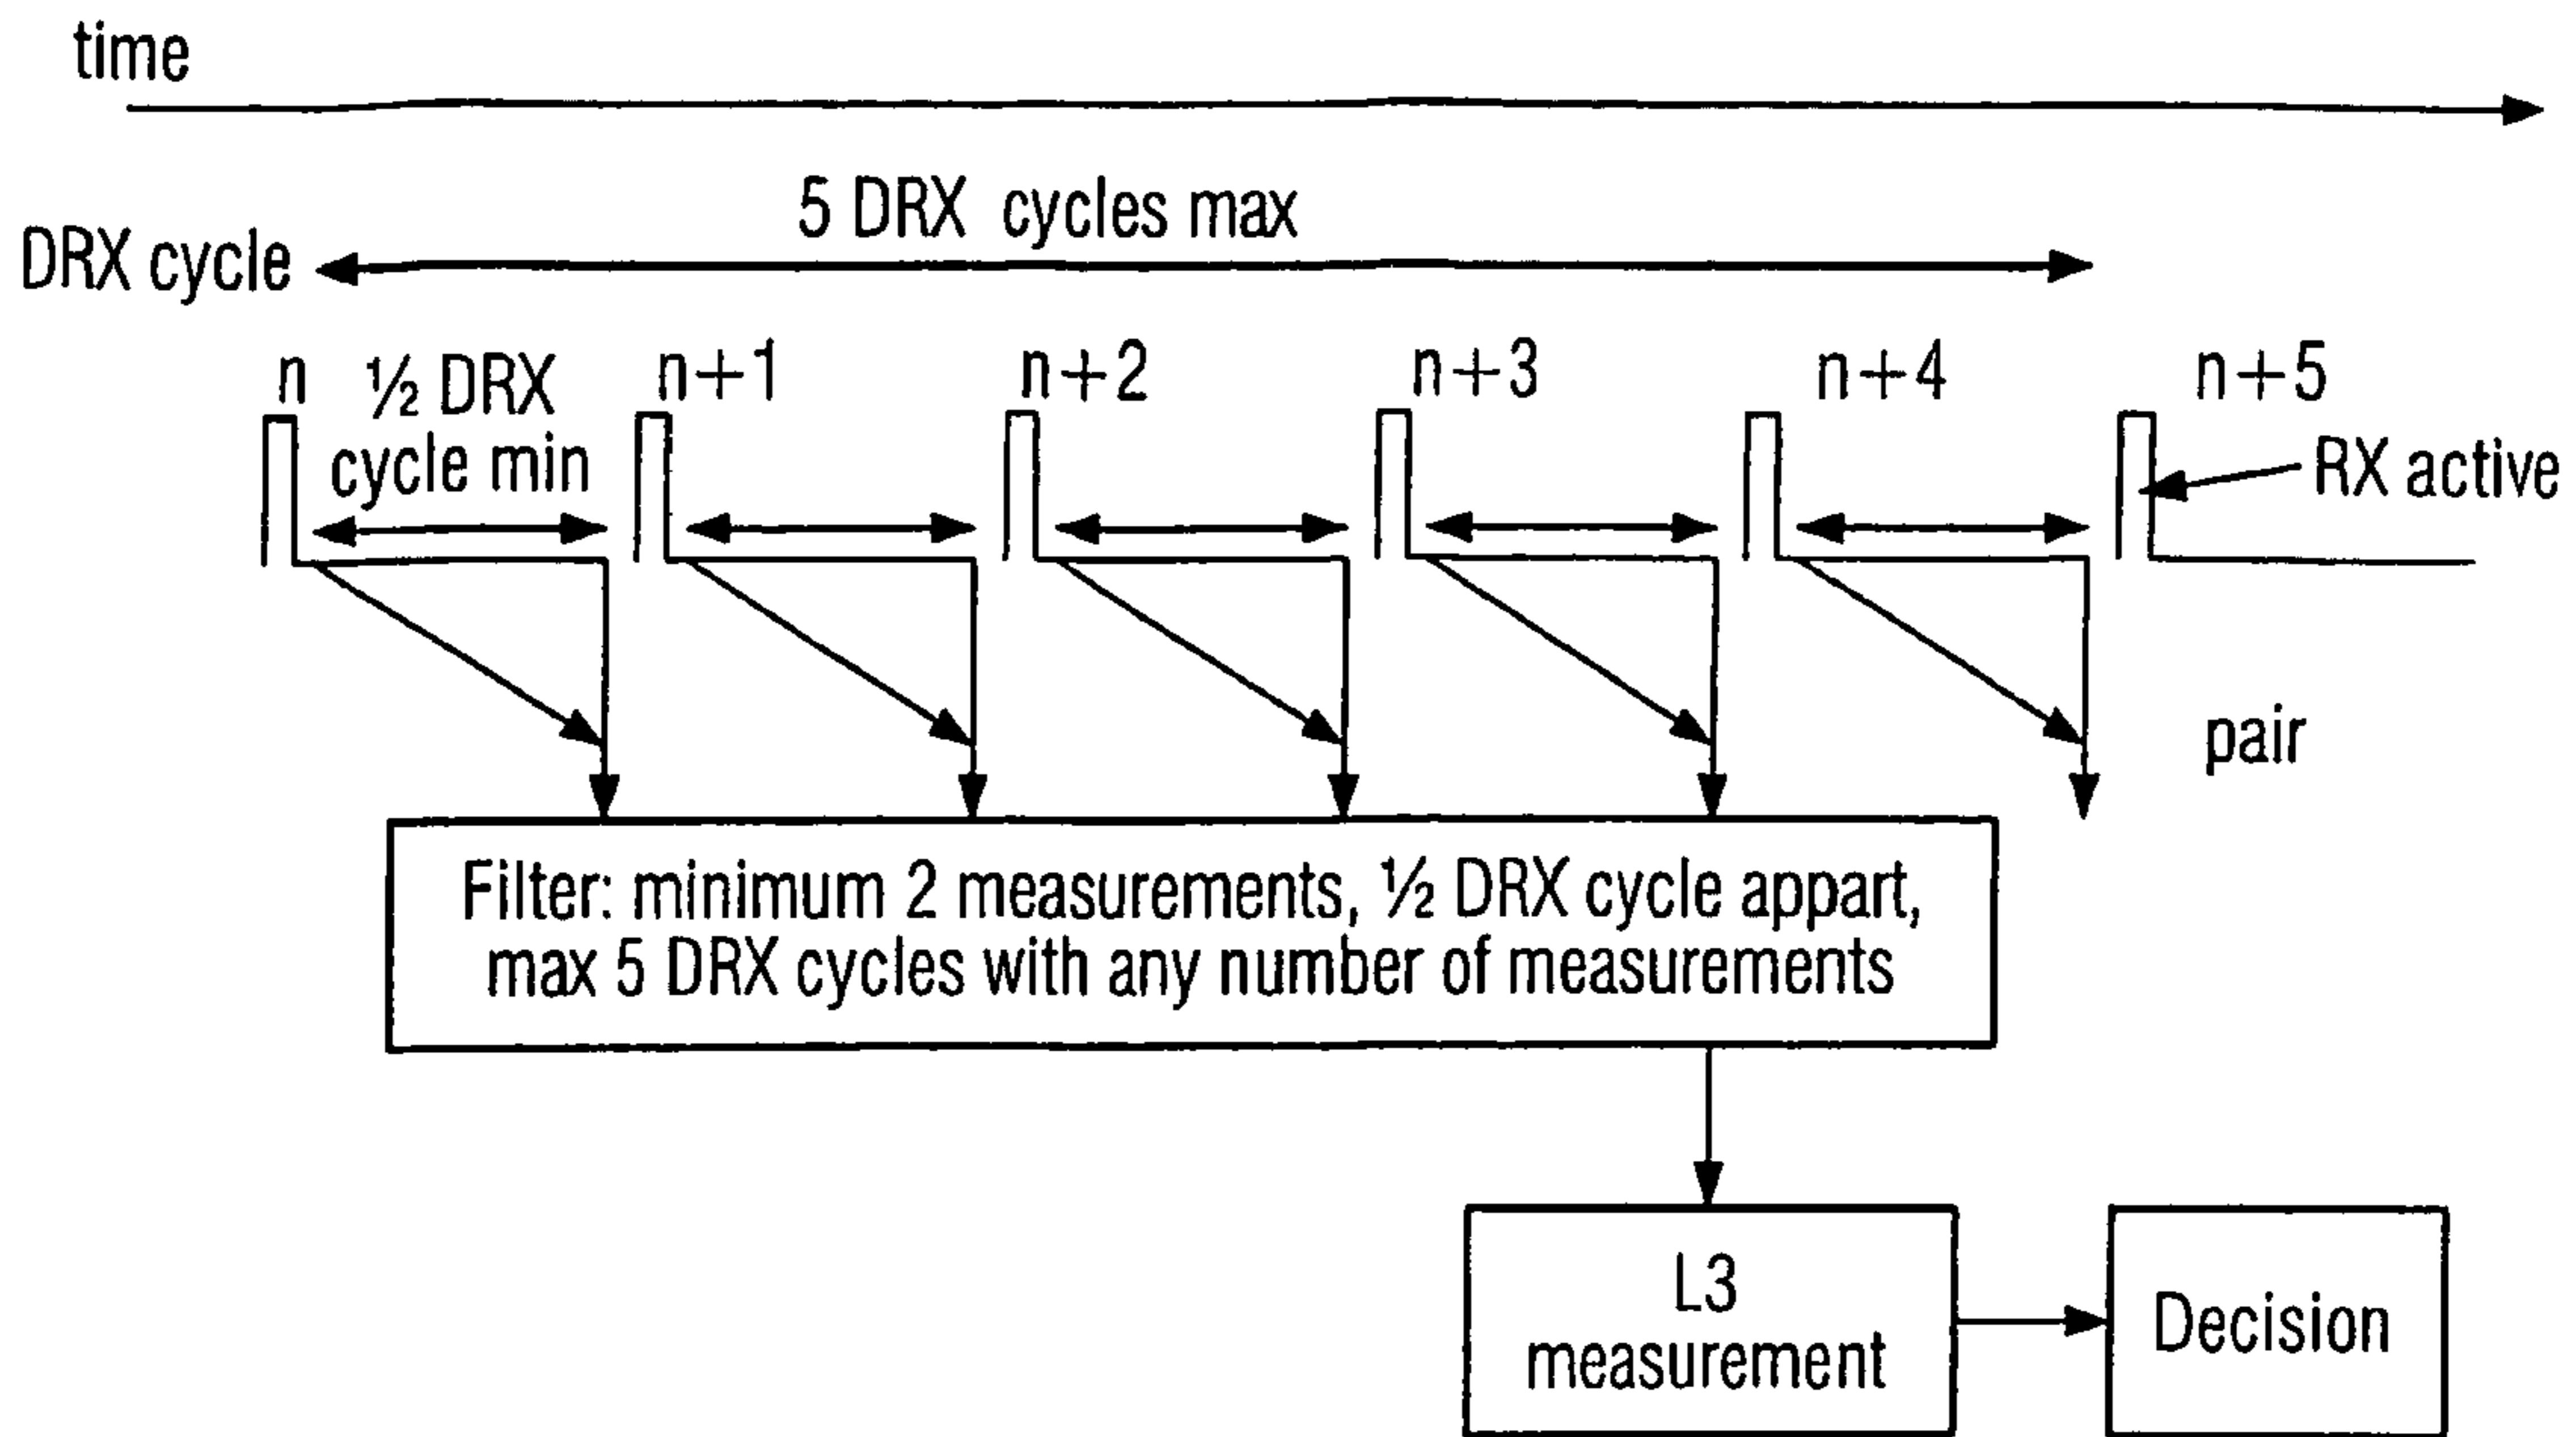 time
5 DRX cycles max
DRX cycle
n
½ DRX
cycle min
n+1
n+2
n+3
n+4
n+5
RX active
pair
Filter: minimum 2 measurements, ½ DRX cycle appart,
max 5 DRX cycles with any number of measurements
L3
measurement
Decision